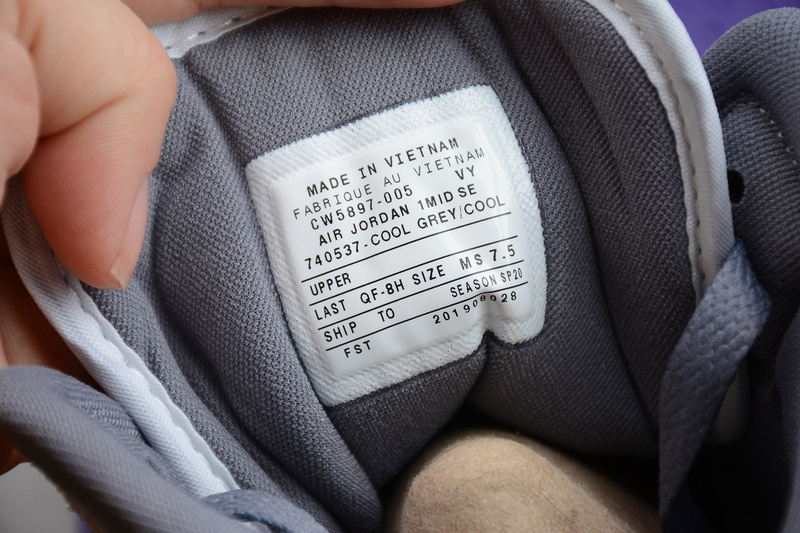 MADE IN VIETNAM
FABRIQUE AU VIETNAM
CW5897-005 VY
AIR JORDAN 1MID SE
740537-COOL GREY/COOL
UPPER
LAST QF-8H SIZE MS 7.5
SHIP TO SEASON SP20
FST 20190828